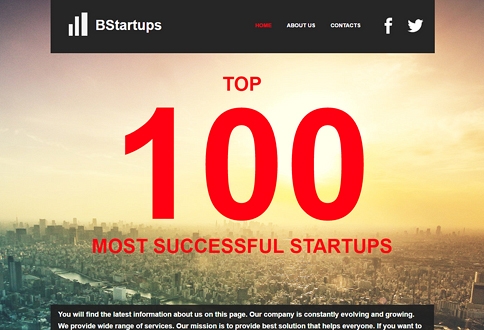 BStartups
HOME ABOUT US CONTACTS
TOP
100
MOST SUCCESSFUL STARTUPS
You will find the latest information about us on this page. Our company is constantly evolving and growing.
We provide wide range of services. Our mission is to provide best solution that helps everyone. If you want to